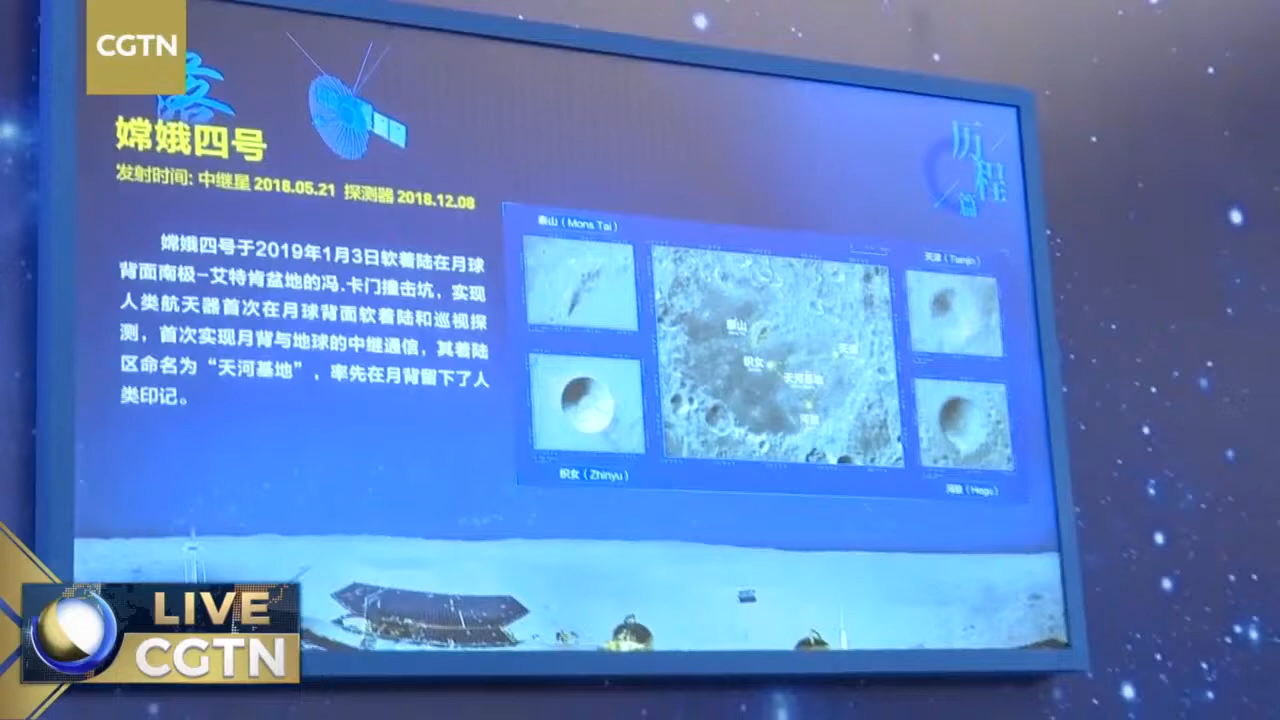 CGTN
落
嫦娥四号
发射时间: 中继星 2018.05.21 探测器 2018.12.08
历程
篇
嫦娥四号于2019年1月3日软着陆在月球
背面南极-艾特肯盆地的冯.卡门撞击坑，实现
人类航天器首次在月球背面软着陆和巡视探
测，首次实现月背与地球的中继通信，其着陆
区命名为“天河基地”，率先在月背留下了人
类印记。
泰山（Mons Tai）
天津（Tianjin）
泰山
天津
织女
天河基地
河鼓
织女（Zhinyu）
河鼓（Hegu）
LIVE
CGTN